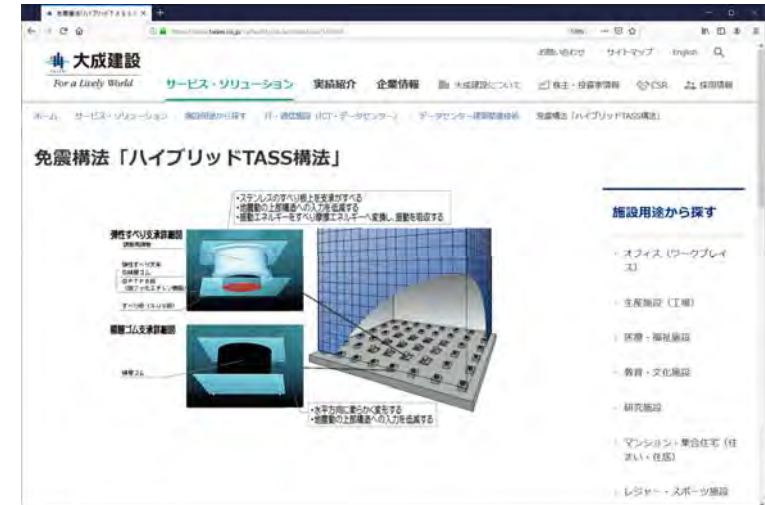 大成建設
For a Lively World
お問い合わせ サイトマップ English
サービス・ソリューション 実績紹介 企業情報 大成建設について 株主・投資家情報 CSR 採用情報
ホーム サービス・ソリューション 施設用途から探す IT・通信施設（ICT・データセンター） データセンター建築関連技術 免震構法「ハイブリッドTASS構法」
免震構法「ハイブリッドTASS構法」
・ステンレスのすべり板上を支承がすべる
・地震動の上部構造への入力を低減する
・振動エネルギーをすべり摩擦エネルギーへ変換し、振動を吸収する
弾性すべり支承詳細図
弾性すべり支承
積層ゴム支承詳細図
積層ゴム
・水平方向に柔らかく変形する
・地震動の上部構造への入力を低減する
施設用途から探す
オフィス（ワークプレイス）
生産施設（工場）
医療・福祉施設
教育・文化施設
研究施設
マンション・集合住宅（住まい・住居）
レジャー・スポーツ施設